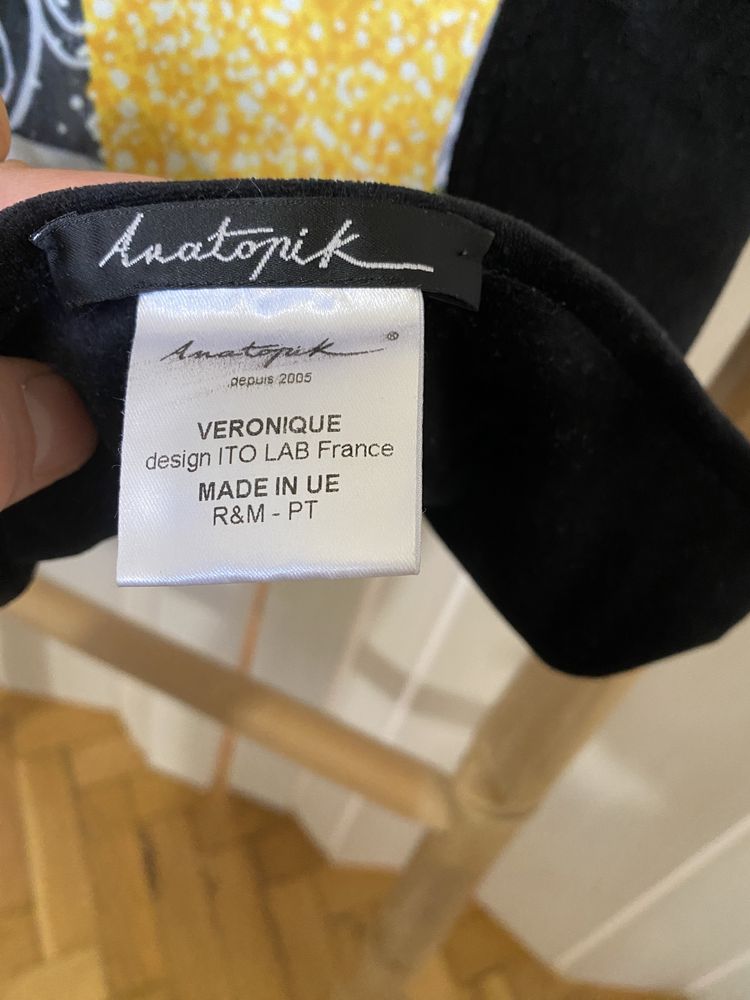 Anatopik
Anatopik ®
depuis 2005
VERONIQUE
design ITO LAB France
MADE IN UE
R&M - PT